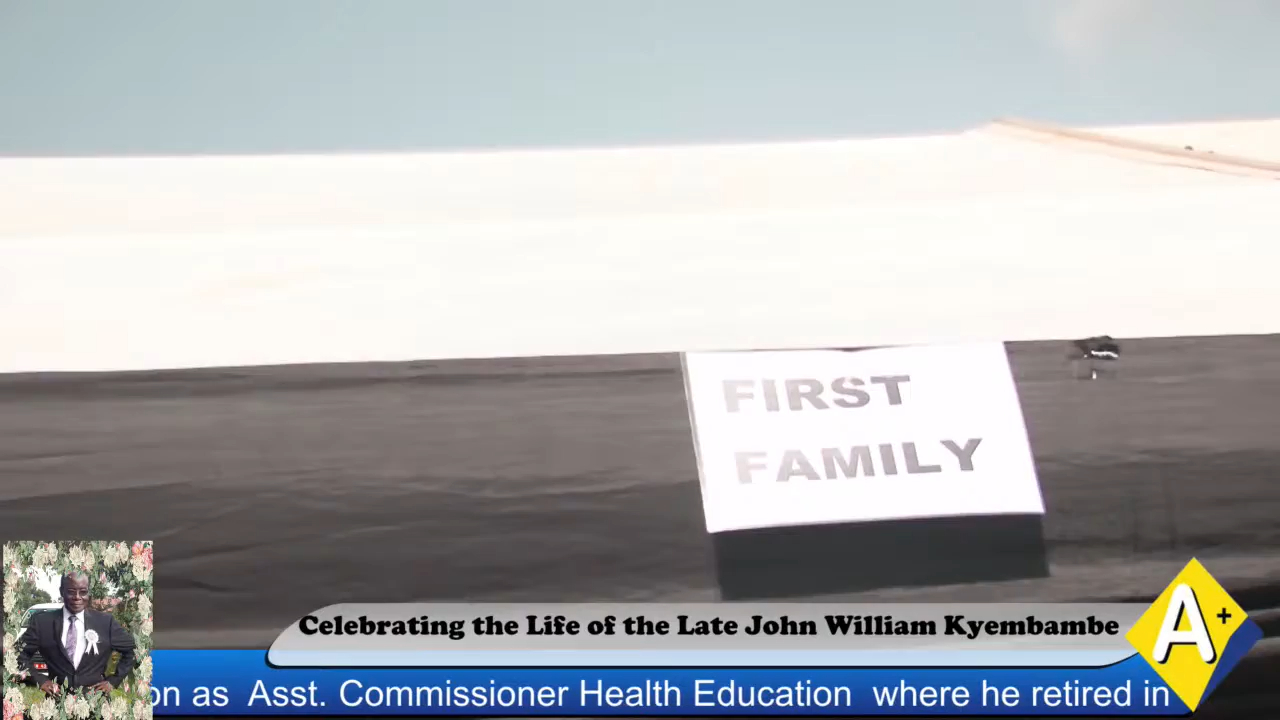 FIRST
FAMILY
Celebrating the Life of the Late John William Kyembambe
A+
on as Asst. Commissioner Health Education where he retired in